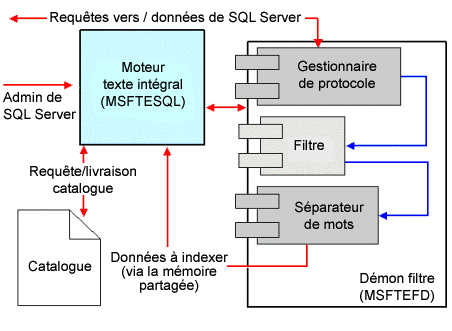 Requêtes vers / données de SQL Server
Moteur
texte intégral
(MSFTESQL)
Gestionnaire
de protocole
Admin de
SQL Server
Filtre
Requête/livraison
catalogue
Séparateur
de mots
Catalogue
Données à indexer
(via la mémoire
partagée)
Démon filtre
(MSFTEFD)